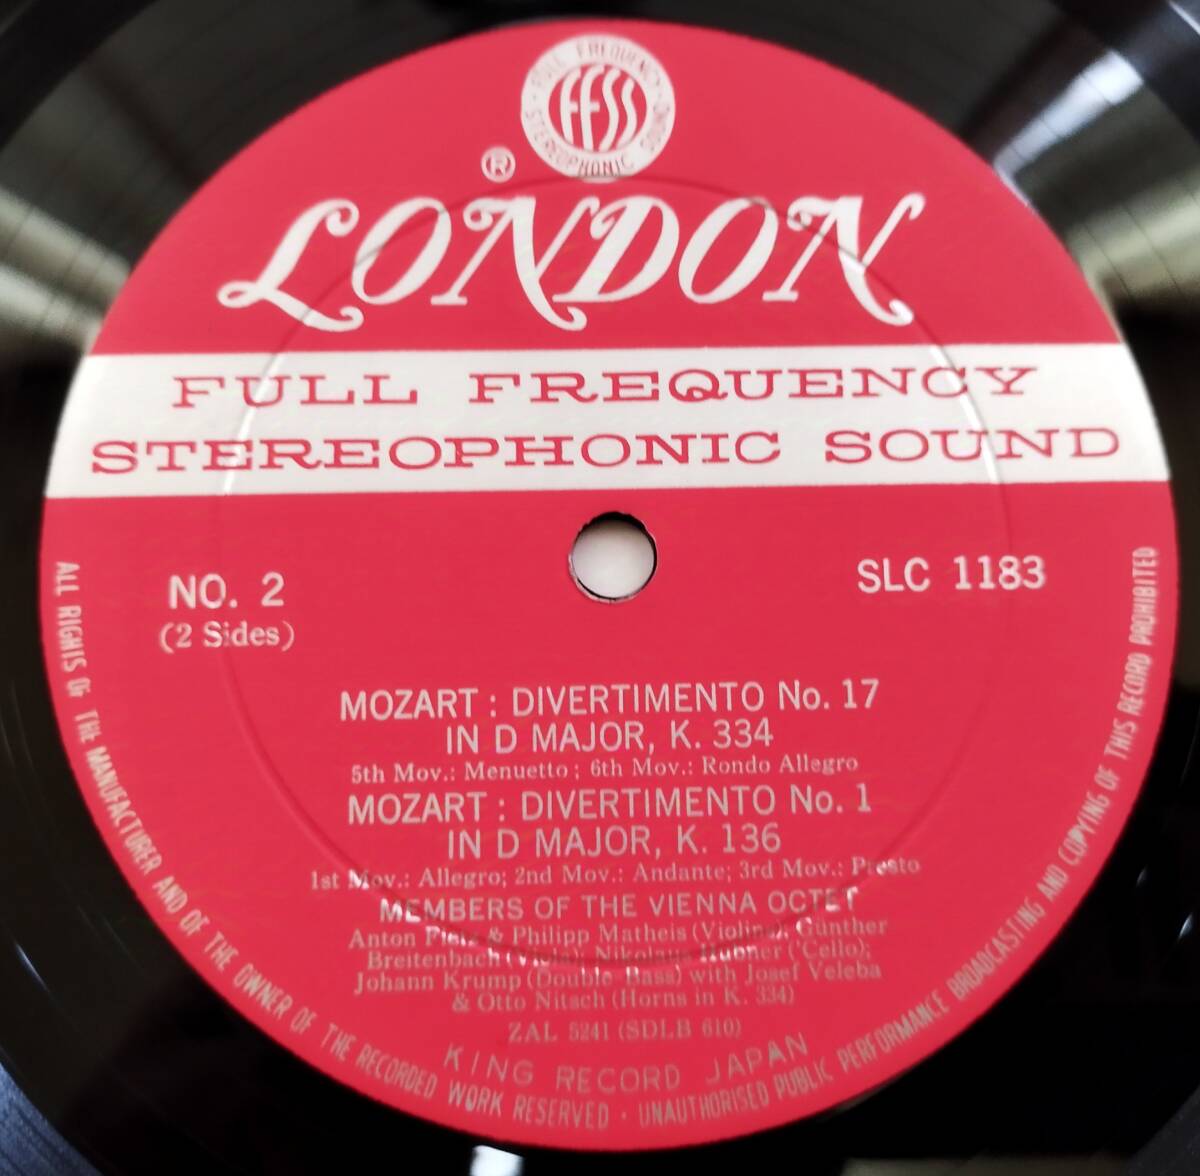 FULL FREQUENCY
STEREOPHONIC SOUND
FFSS
®
LONDON
FULL FREQUENCY
STEREOPHONIC SOUND
NO. 2
(2 Sides)
SLC 1183
MOZART : DIVERTIMENTO No. 17
IN D MAJOR, K. 334
5th Mov.: Menuetto ; 6th Mov.: Rondo Allegro
MOZART : DIVERTIMENTO No. 1
IN D MAJOR, K. 136
1st Mov.: Allegro; 2nd Mov.: Andante; 3rd Mov.: Presto
MEMBERS OF THE VIENNA OCTET
Anton & Philipp Matheis (Violins); Günther
Breitenbach (Viola); Nikolaus Hübner ('Cello);
Johann Krump (Double-Bass) with Josef Veleba
& Otto Nitsch (Horns in K. 334)
ZAL 5241 (SDLB 610)
KING RECORD JAPAN
ALL RIGHTS OF THE MANUFACTURER AND OF THE OWNER OF THE RECORDED WORK RESERVED · UNAUTHORISED PUBLIC PERFORMANCE BROADCASTING AND COPYING OF THIS RECORD PROHIBITED